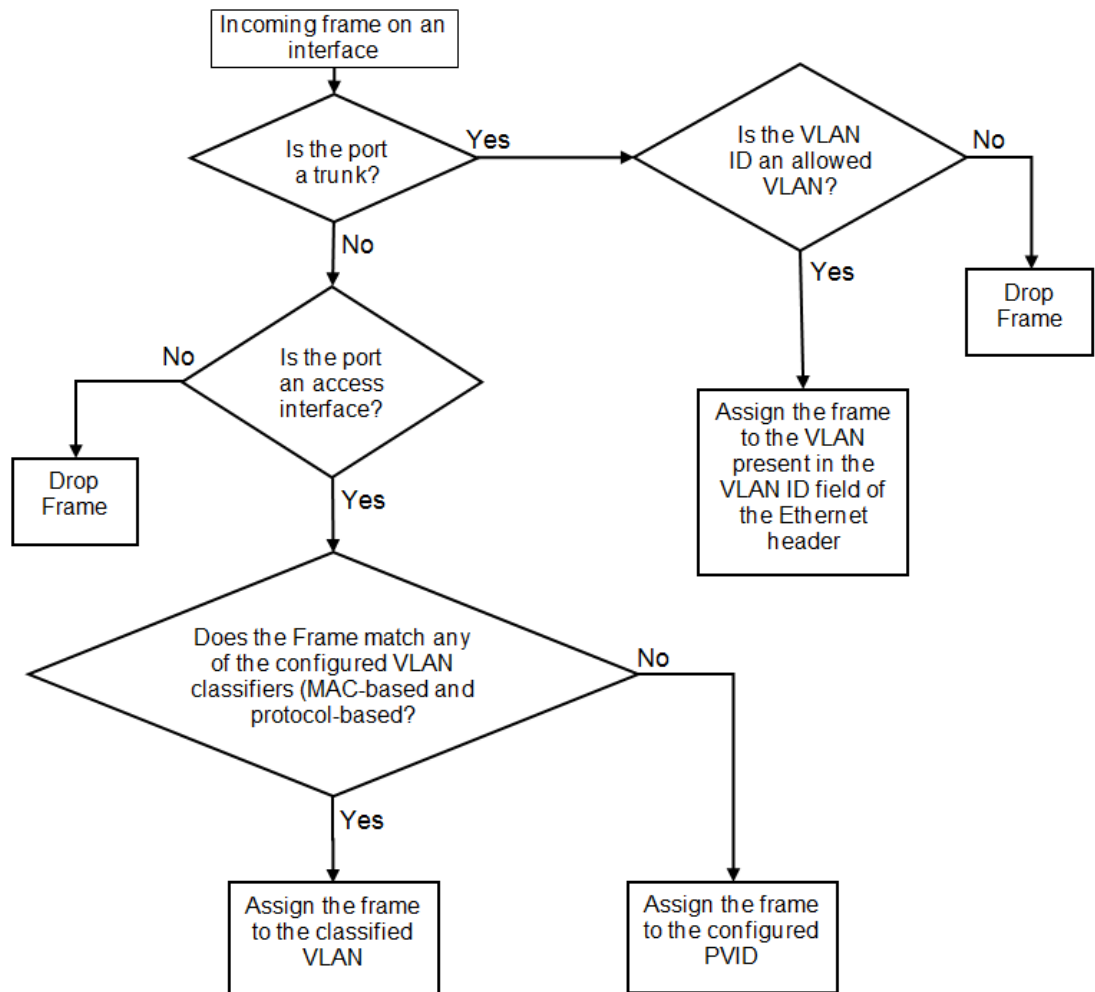 Incoming frame on an
interface
Is the port
a trunk?
Yes
Is the VLAN
ID an allowed
VLAN?
No
No
Yes
Drop
Frame
Is the port
an access
interface?
No
Drop
Frame
Yes
Assign the frame
to the VLAN
present in the
VLAN ID field of
the Ethernet
header
Does the Frame match any
of the configured VLAN
classifiers (MAC-based and
protocol-based?
No
Yes
Assign the frame
to the classified
VLAN
Assign the frame
to the configured
PVID